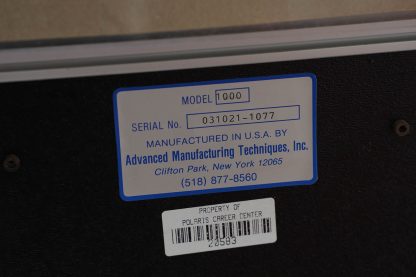 MODEL 1000
SERIAL No. 031021-1077
MANUFACTURED IN U.S.A. BY
Advanced Manufacturing Techniques, Inc.
Clifton Park, New York 12065
(518) 877-8560
PROPERTY OF
POLARIS CAREER CENTER
20583